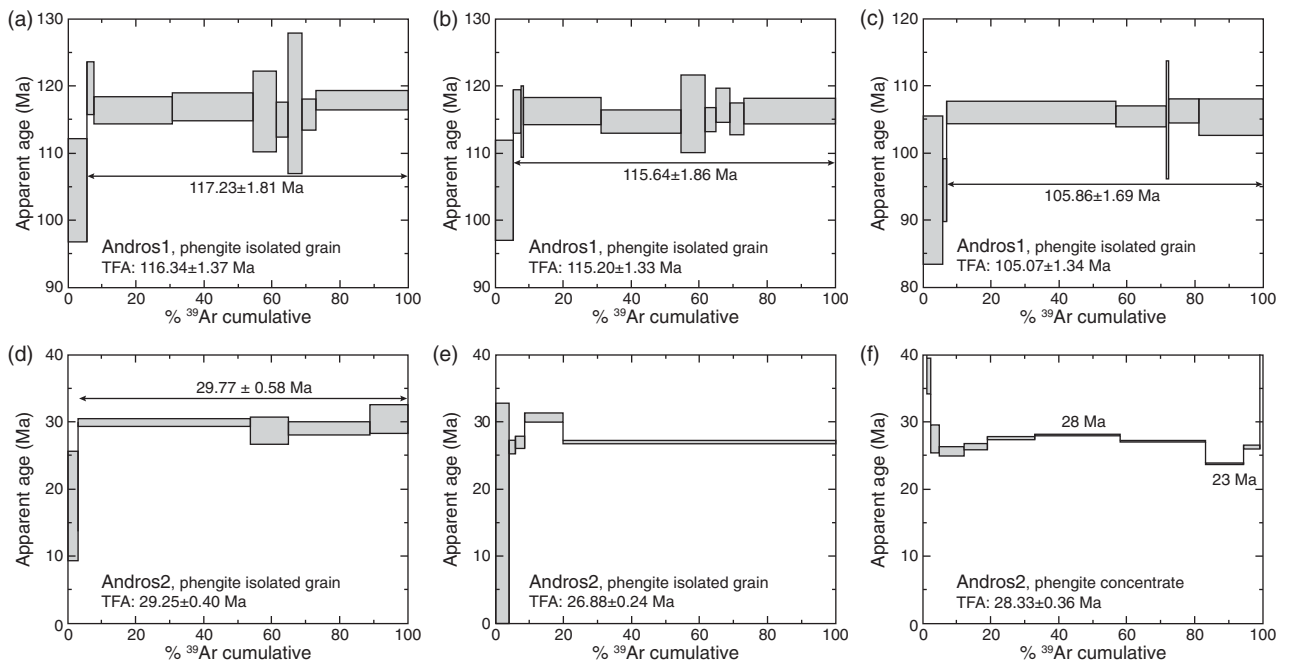 (a)
130
120
110
100
90
Apparent age (Ma)
117.23±1.81 Ma
Andros1, phengite isolated grain
TFA: 116.34±1.37 Ma
0 20 40 60 80 100
% ³⁹Ar cumulative
(b)
130
120
110
100
90
Apparent age (Ma)
115.64±1.86 Ma
Andros1, phengite isolated grain
TFA: 115.20±1.33 Ma
0 20 40 60 80 100
% ³⁹Ar cumulative
(c)
120
110
100
90
80
Apparent age (Ma)
105.86±1.69 Ma
Andros1, phengite isolated grain
TFA: 105.07±1.34 Ma
0 20 40 60 80 100
% ³⁹Ar cumulative
(d)
40
30
20
10
0
Apparent age (Ma)
29.77 ± 0.58 Ma
Andros2, phengite isolated grain
TFA: 29.25±0.40 Ma
0 20 40 60 80 100
% ³⁹Ar cumulative
(e)
40
30
20
10
0
Apparent age (Ma)
Andros2, phengite isolated grain
TFA: 26.88±0.24 Ma
0 20 40 60 80 100
% ³⁹Ar cumulative
(f)
40
30
20
10
0
Apparent age (Ma)
28 Ma
23 Ma
Andros2, phengite concentrate
TFA: 28.33±0.36 Ma
0 20 40 60 80 100
% ³⁹Ar cumulative